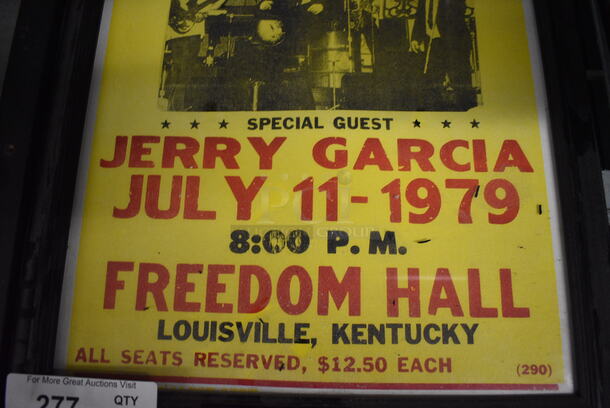 ★ ★ ★ SPECIAL GUEST ★ ★ ★
JERRY GARCIA
JULY 11-1979
8:00 P.M.
FREEDOM HALL
LOUISVILLE, KENTUCKY
ALL SEATS RESERVED, $12.50 EACH (290)
For More Great Auctions Visit
277 QTY